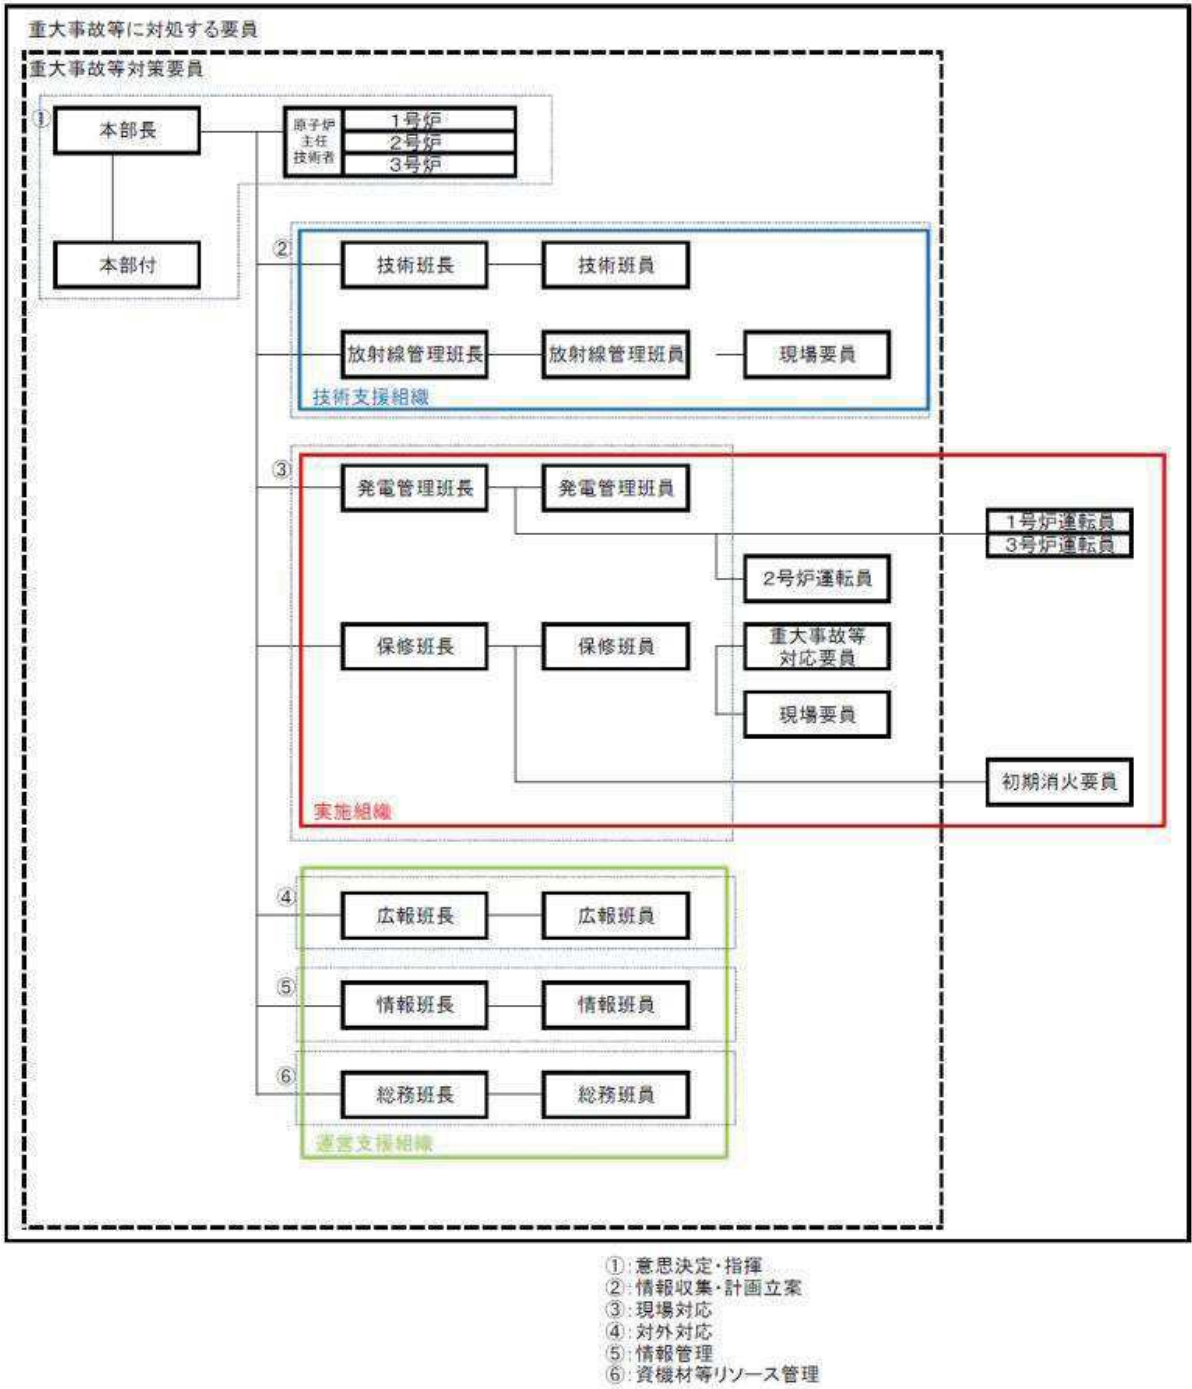 重大事故等に対処する要員
重大事故等対策要員
①
本部長
原子炉
主任
技術者
1号炉
2号炉
3号炉
本部付
②
技術班長
技術班員
放射線管理班長
放射線管理班員
現場要員
技術支援組織
③
発電管理班長
発電管理班員
1号炉運転員
3号炉運転員
2号炉運転員
保修班長
保修班員
重大事故等
対応要員
現場要員
初期消火要員
実施組織
④
広報班長
広報班員
⑤
情報班長
情報班員
⑥
総務班長
総務班員
運営支援組織
①:意思決定・指揮
②:情報収集・計画立案
③:現場対応
④:対外対応
⑤:情報管理
⑥:資機材等リソース管理